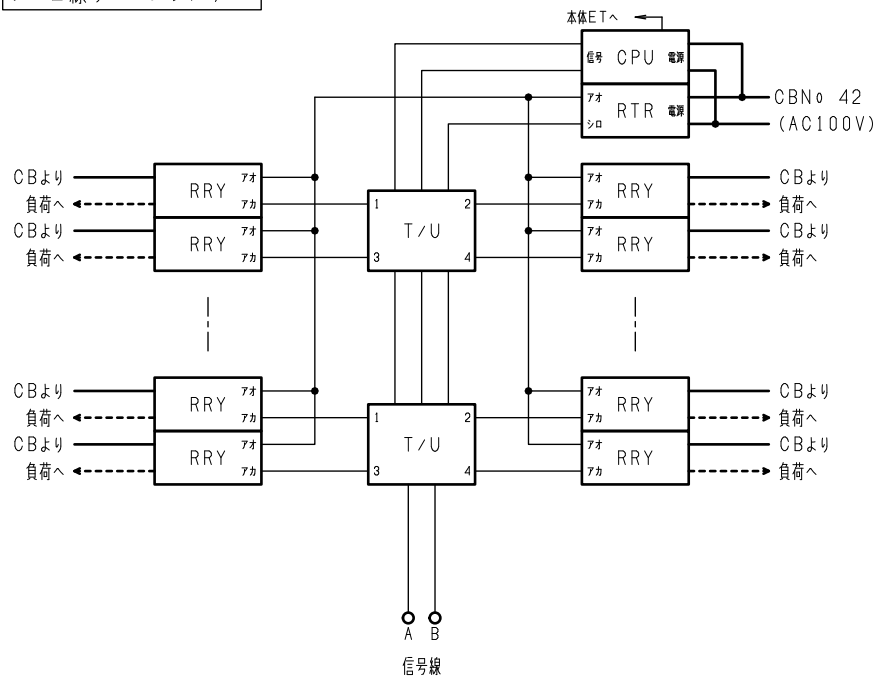 本体ETへ
信号 CPU 電源
アオ RTR 電源
シロ
CBNo 42
(AC100V)
CBより RRY アオ
負荷へ アカ
CBより RRY アオ
負荷へ アカ
1 2
T/U
3 4
アオ RRY CBより
アカ 負荷へ
アオ RRY CBより
アカ 負荷へ
CBより RRY アオ
負荷へ アカ
CBより RRY アオ
負荷へ アカ
1 2
T/U
3 4
アオ RRY CBより
アカ 負荷へ
アオ RRY CBより
アカ 負荷へ
A B
信号線